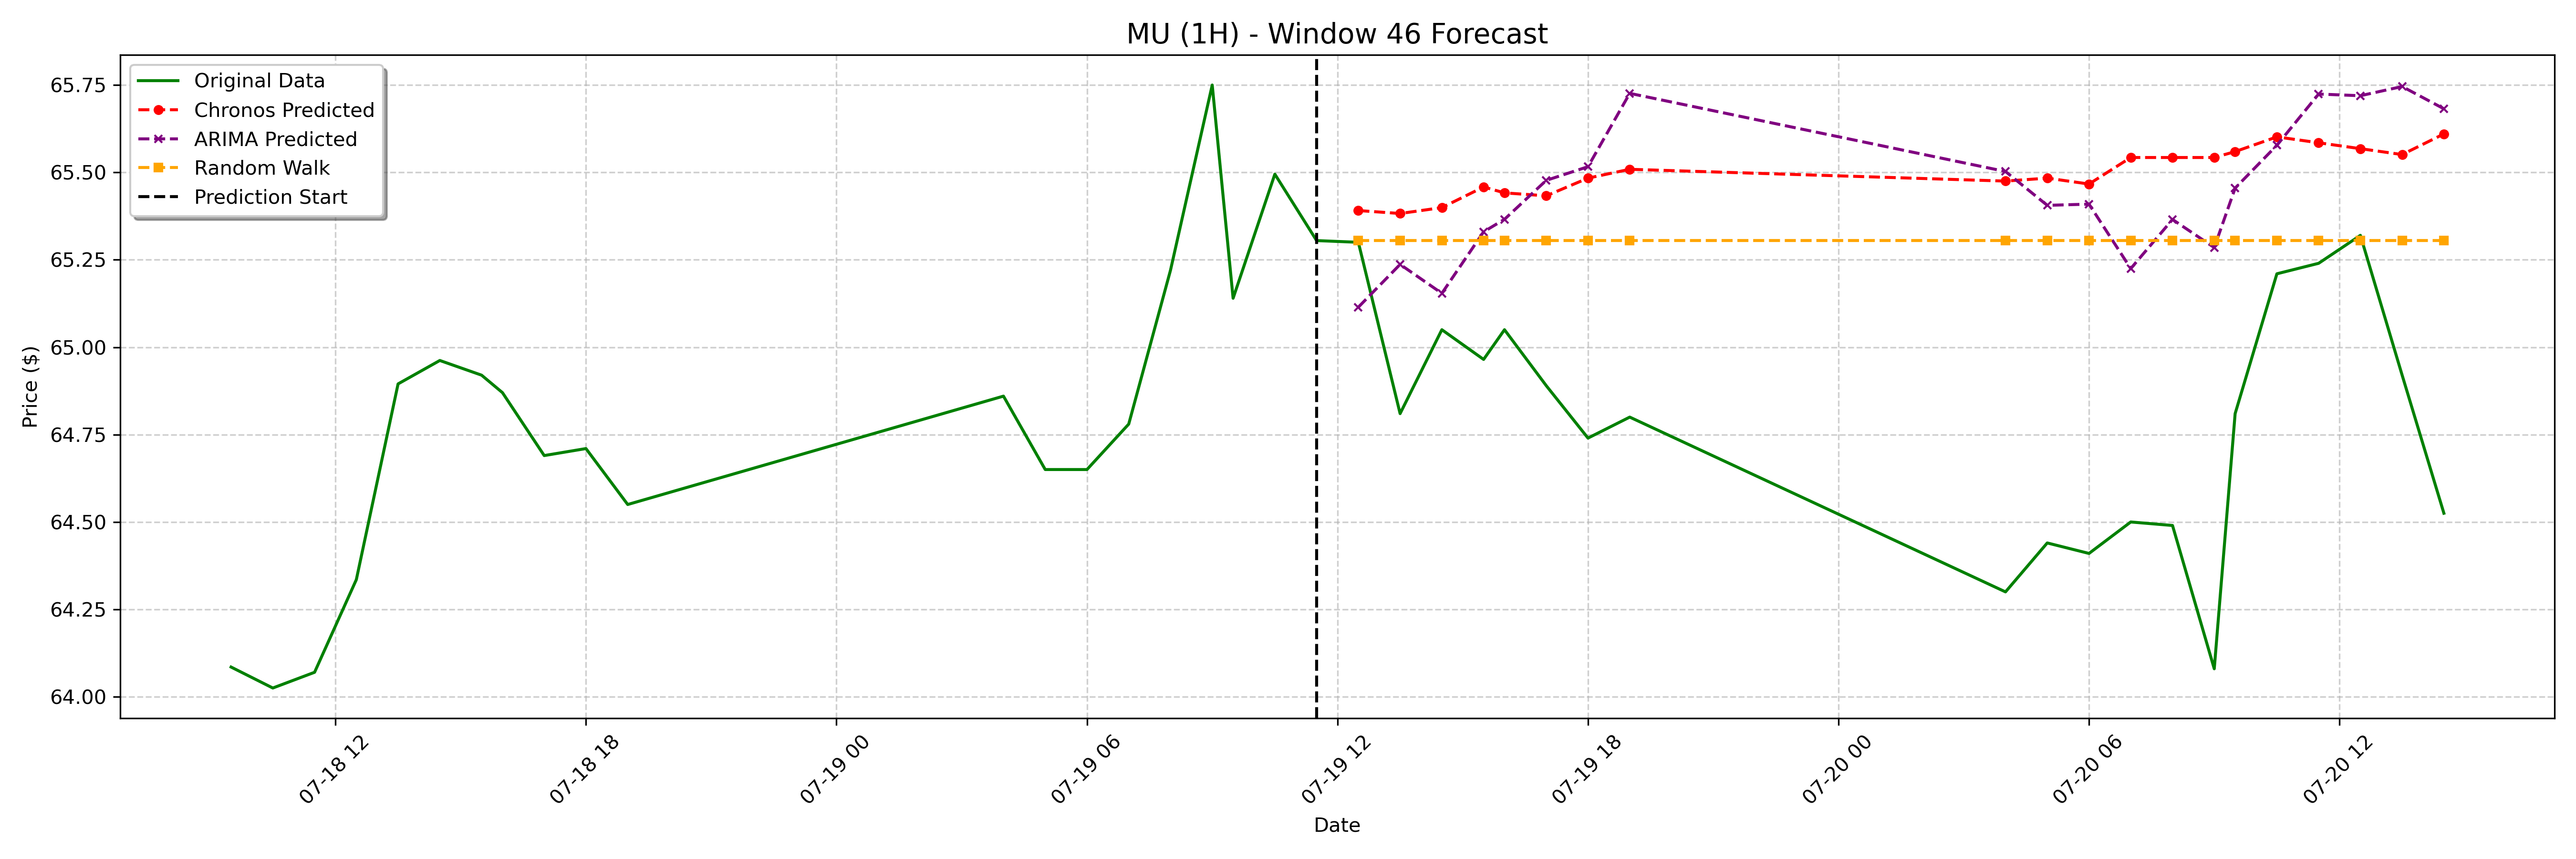 MU (1H) - Window 46 Forecast
Original Data
Chronos Predicted
ARIMA Predicted
Random Walk
Prediction Start
Price ($)
65.75
65.50
65.25
65.00
64.75
64.50
64.25
64.00
07-18 12
07-18 18
07-19 00
07-19 06
07-19 12
07-19 18
07-20 00
07-20 06
07-20 12
Date